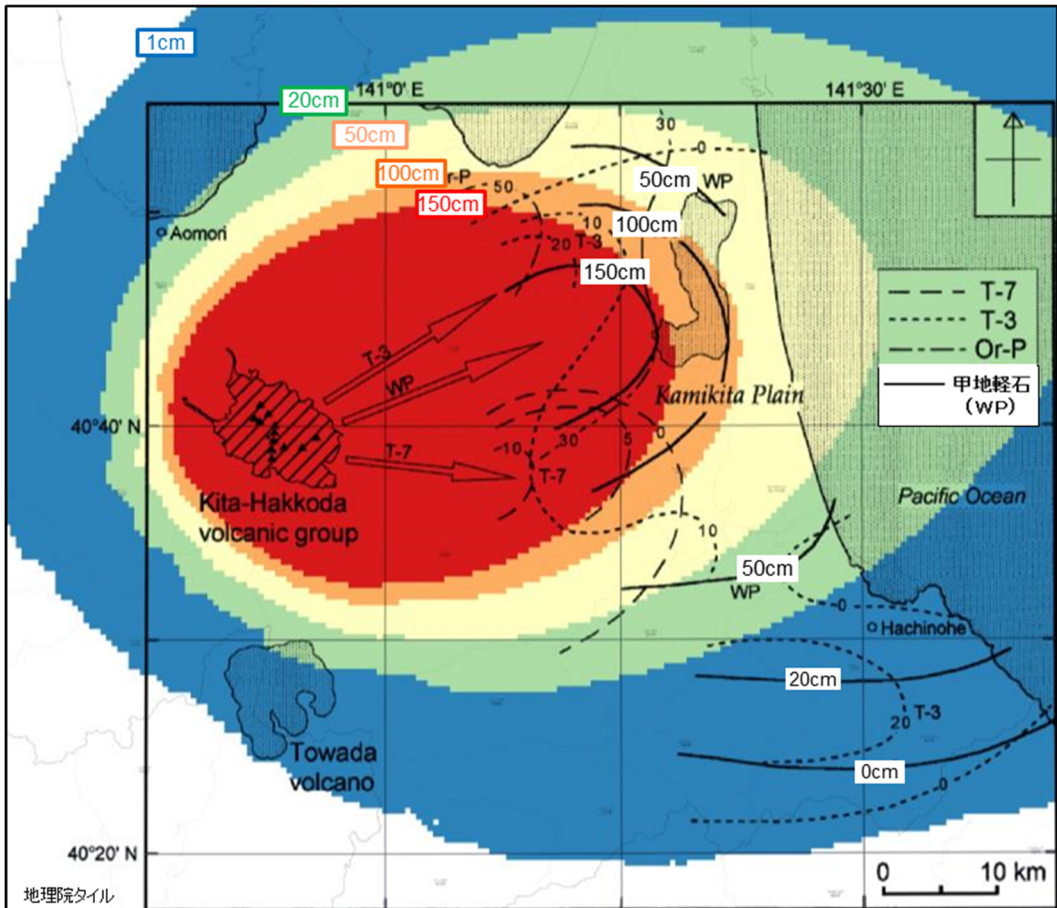 1cm
20cm
141°0' E
141°30' E
50cm
100cm
r-P
150cm
50
30
0
50cm
WP
Aomori
10
100cm
20
T-3
150cm
T-7
T-3
Or-P
甲地軽石
(WP)
T-3
WP
Kamikita Plain
40°40' N
T-7
10
30
5
0
T-7
Kita-Hakkoda
volcanic group
Pacific Ocean
10
50cm
WP
0
Hachinohe
20cm
T-3
20
Towada
volcano
0cm
0
40°20' N
0
10 km
地理院タイル